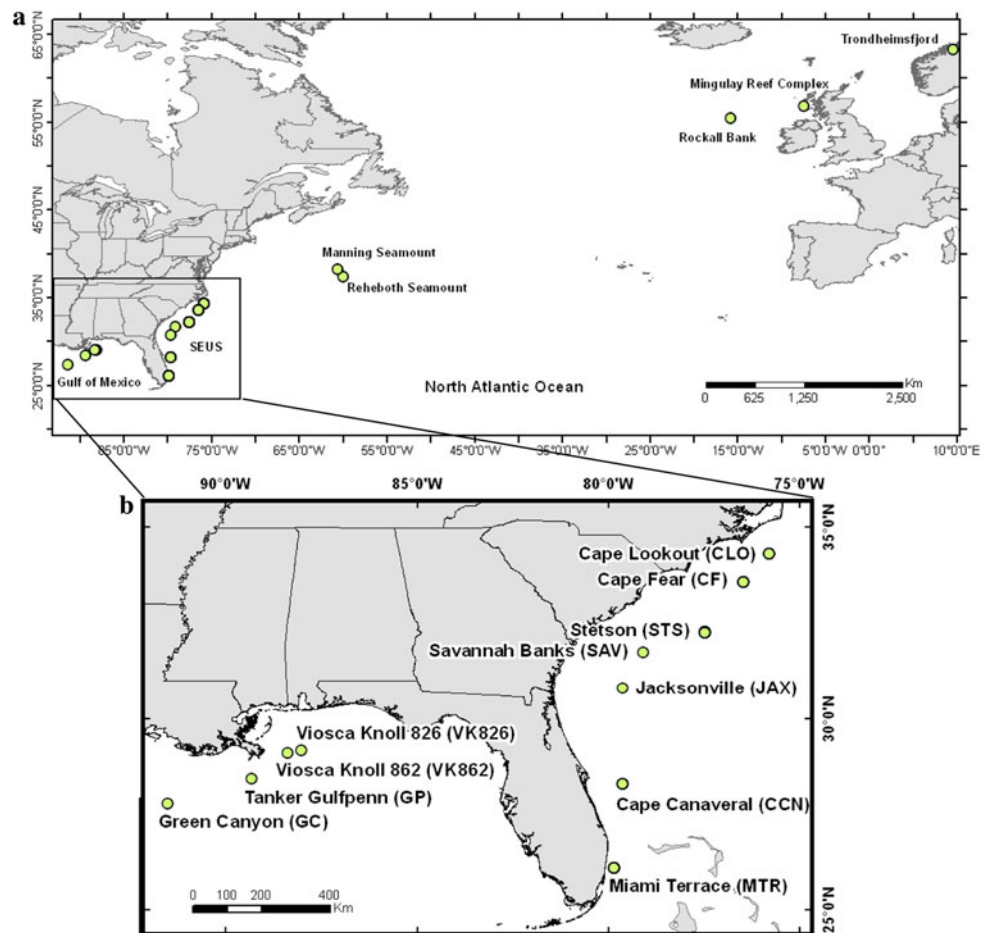 a
65°0'0"N
55°0'0"N
45°0'0"N
35°0'0"N
25°0'0"N
Trondheimsfjord
Mingulay Reef Complex
Rockall Bank
Manning Seamount
Reheboth Seamount
SEUS
Gulf of Mexico
North Atlantic Ocean
Km
0 625 1,250 2,500
85°0'0"W 75°0'0"W 65°0'0"W 55°0'0"W 45°0'0"W 35°0'0"W 25°0'0"W 15°0'0"W 5°0'0"W 0°0'0" 10°0'0"E
90°0'0"W 85°0'0"W 80°0'0"W 75°0'0"W
b
35°0'0"N
30°0'0"N
25°0'0"N
Cape Lookout (CLO)
Cape Fear (CF)
Stetson (STS)
Savannah Banks (SAV)
Jacksonville (JAX)
Viosca Knoll 826 (VK826)
Viosca Knoll 862 (VK862)
Tanker Gulfpenn (GP)
Green Canyon (GC)
Cape Canaveral (CCN)
Miami Terrace (MTR)
0 100 200 400
Km